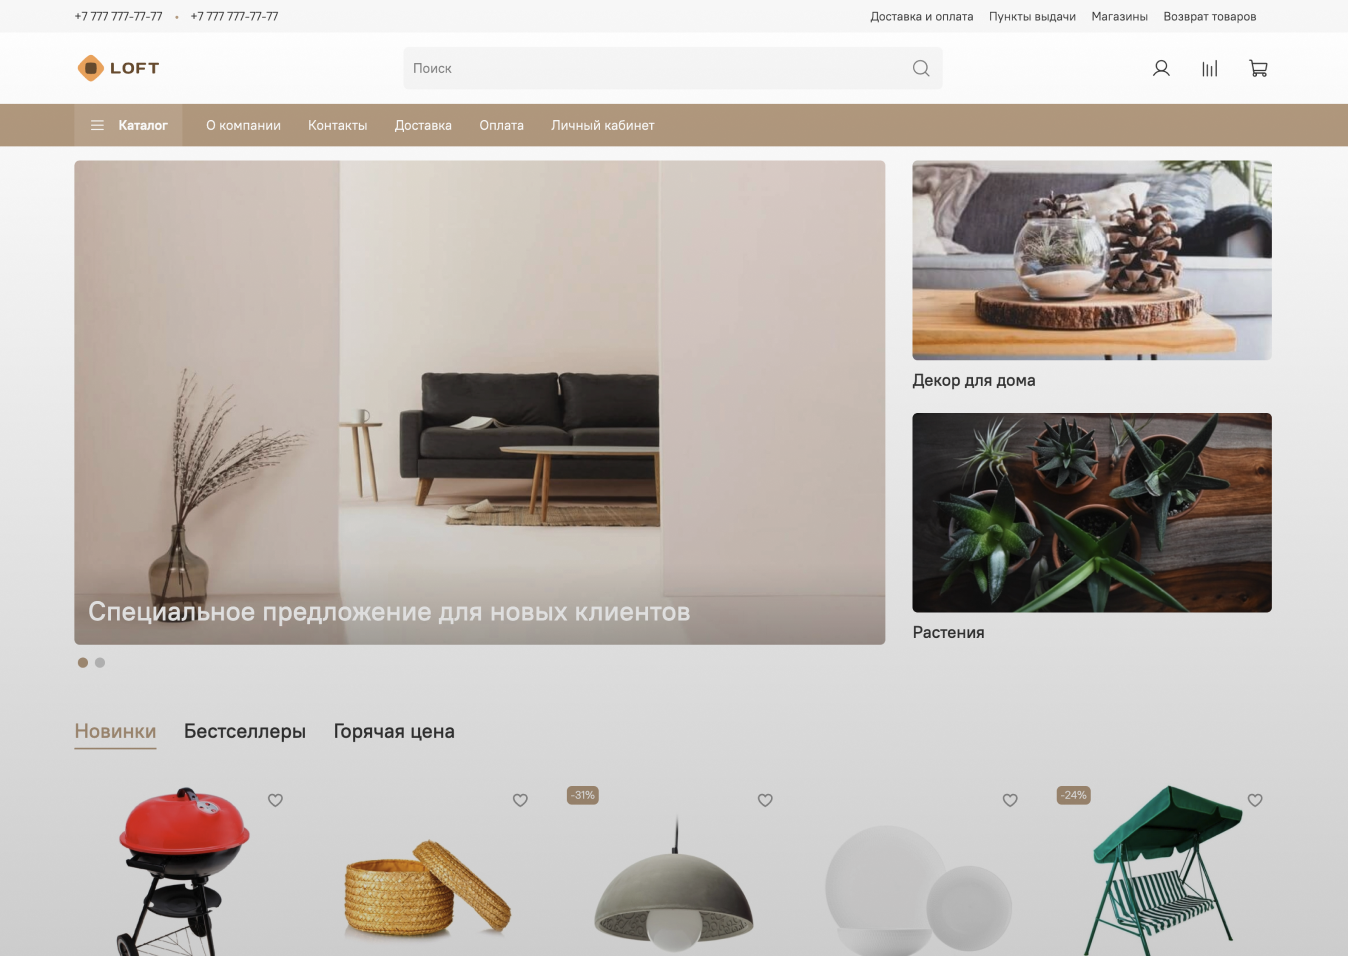 +7 777 777-77-77 • +7 777 777-77-77
Доставка и оплата Пункты выдачи Магазины Возврат товаров
LOFT
Поиск
Каталог О компании Контакты Доставка Оплата Личный кабинет
Специальное предложение для новых клиентов
Декор для дома
Растения
Новинки Бестселлеры Горячая цена
-31%
-24%